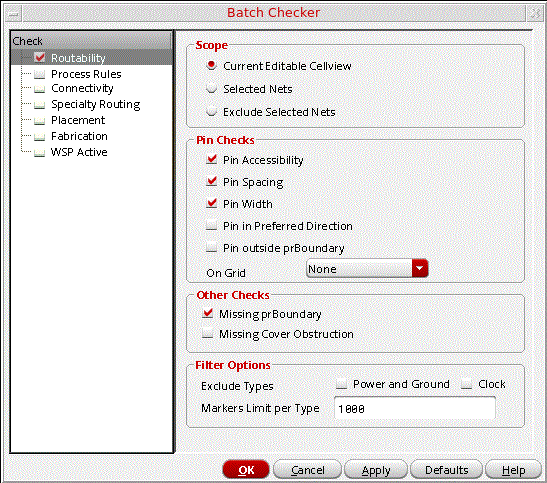 Batch Checker
Check
Routability
Process Rules
Connectivity
Specialty Routing
Placement
Fabrication
WSP Active
Scope
Current Editable Cellview
Selected Nets
Exclude Selected Nets
Pin Checks
Pin Accessibility
Pin Spacing
Pin Width
Pin in Preferred Direction
Pin outside prBoundary
On Grid None
Other Checks
Missing prBoundary
Missing Cover Obstruction
Filter Options
Exclude Types Power and Ground Clock
Markers Limit per Type 1000
OK Cancel Apply Defaults Help